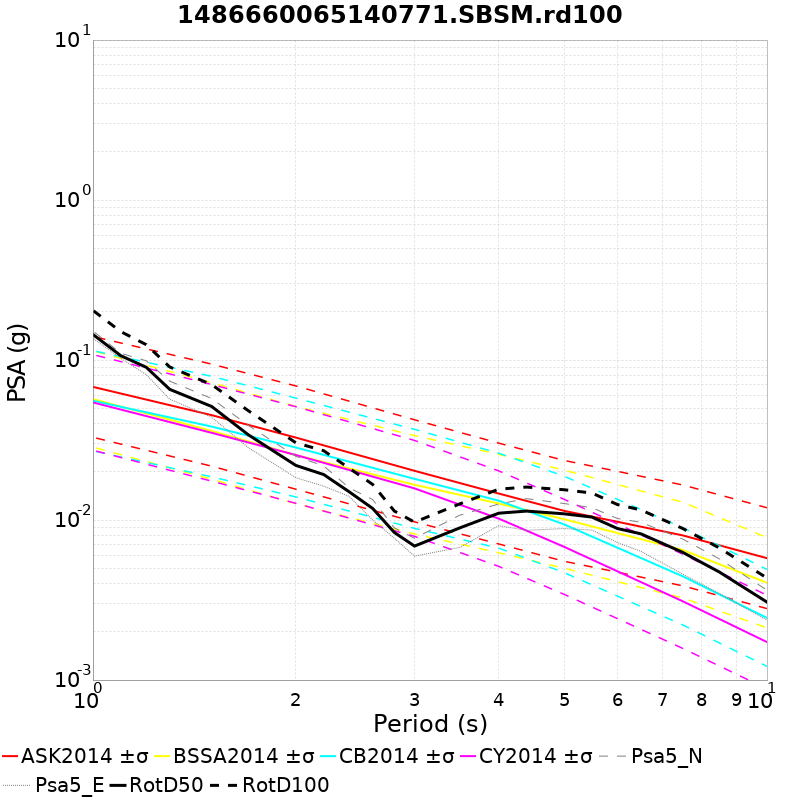 1486660065140771.SBSM.rd100
10^1
10^0
10^-1
10^-2
10^-3
PSA (g)
10^0 2 3 4 5 6 7 8 9 10^1
Period (s)
ASK2014 ±σ BSSA2014 ±σ CB2014 ±σ CY2014 ±σ Psa5_N
Psa5_E RotD50 RotD100